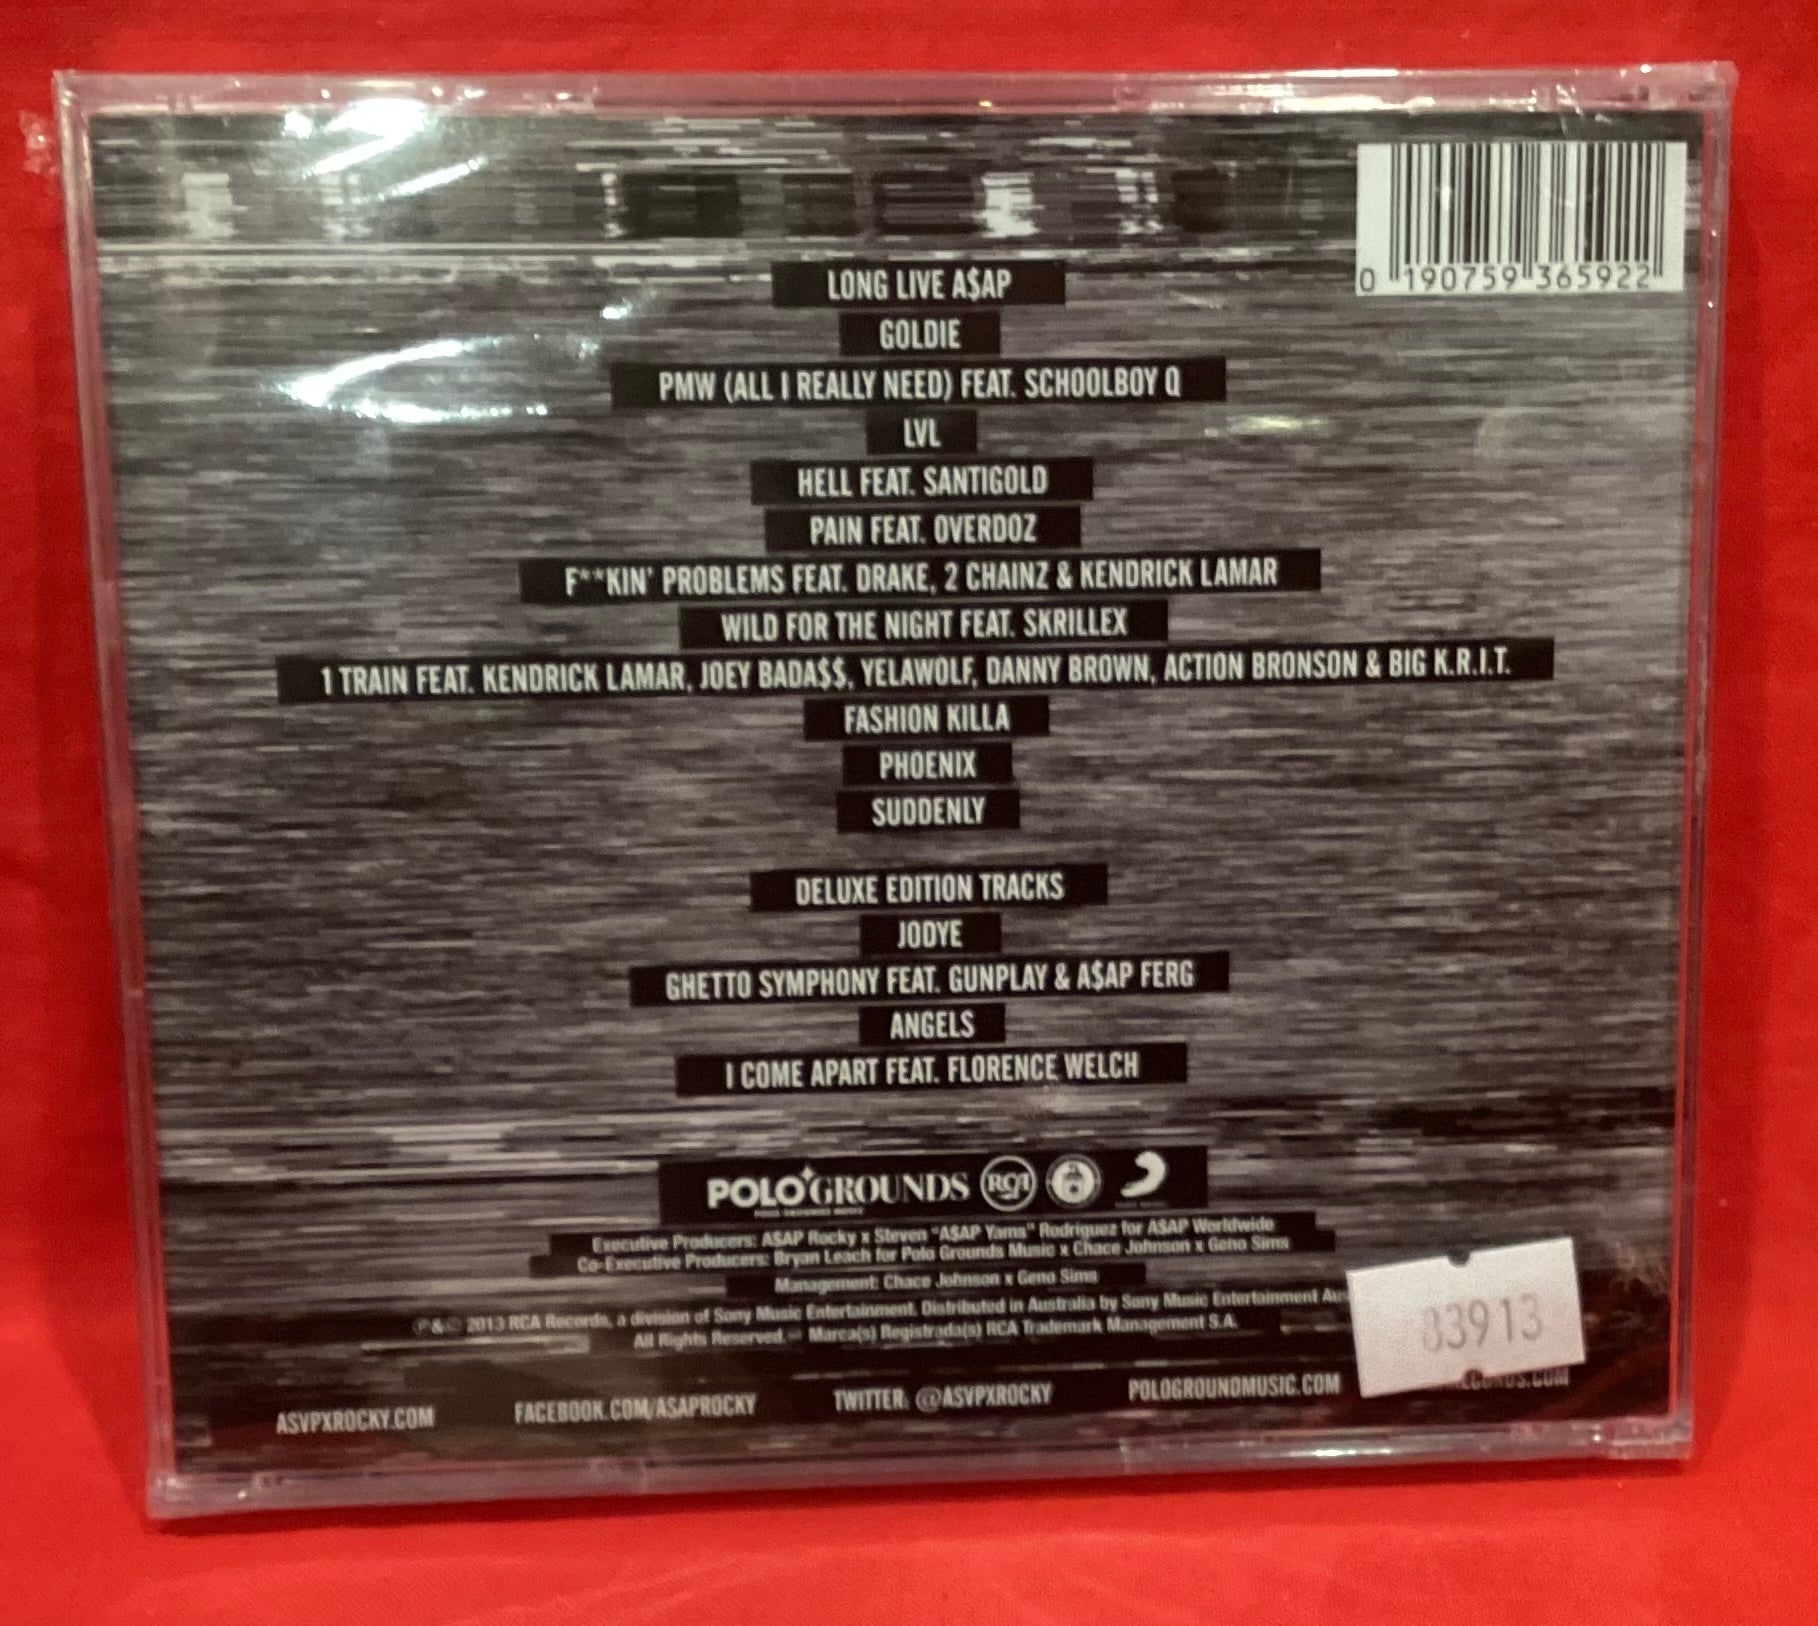 0 190759 365922
LONG LIVE A$AP
GOLDIE
PMW (ALL I REALLY NEED) FEAT. SCHOOLBOY Q
LVL
HELL FEAT. SANTIGOLD
PAIN FEAT. OVERDOZ
F**KIN' PROBLEMS FEAT. DRAKE, 2 CHAINZ & KENDRICK LAMAR
WILD FOR THE NIGHT FEAT. SKRILLEX
1 TRAIN FEAT. KENDRICK LAMAR, JOEY BADA$$, YELAWOLF, DANNY BROWN, ACTION BRONSON & BIG K.R.I.T.
FASHION KILLA
PHOENIX
SUDDENLY
DELUXE EDITION TRACKS
JODYE
GHETTO SYMPHONY FEAT. GUNPLAY & A$AP FERG
ANGELS
I COME APART FEAT. FLORENCE WELCH
POLO GROUNDS RCA
Executive Producers: A$AP Rocky x Steven "A$AP Yams" Rodriguez for A$AP Worldwide
Co-Executive Producers: Bryan Leach for Polo Grounds Music x Chace Johnson x Geno Sims
Management: Chace Johnson x Geno Sims
℗ & © 2013 RCA Records, a division of Sony Music Entertainment. Distributed in Australia by Sony Music Entertainment
All Rights Reserved. Marca(s) Registrada(s) RCA Trademark Management S.A.
83913
ASVPXROCKY.COM
FACEBOOK.COM/ASAPROCKY
TWITTER: @ASVPXROCKY
POLOGROUNDMUSIC.COM